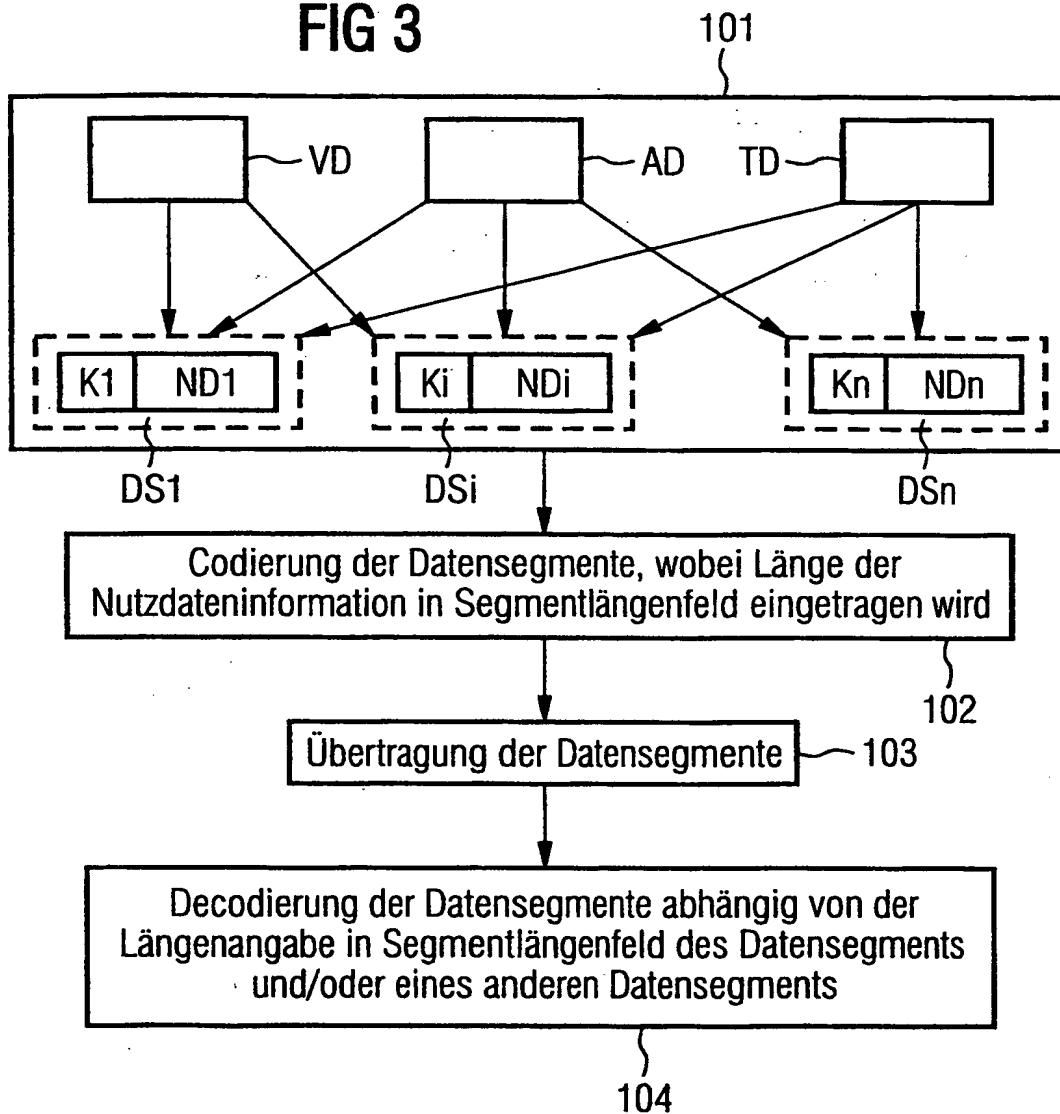 FIG 3
101
VD
AD
TD
K1 ND1
Ki NDi
Kn NDn
DS1
DSi
DSn
Codierung der Datensegmente, wobei Länge der
Nutzdateninformation in Segmentlängenfeld eingetragen wird
102
Übertragung der Datensegmente
103
Decodierung der Datensegmente abhängig von der
Längenangabe in Segmentlängenfeld des Datensegments
und/oder eines anderen Datensegments
104